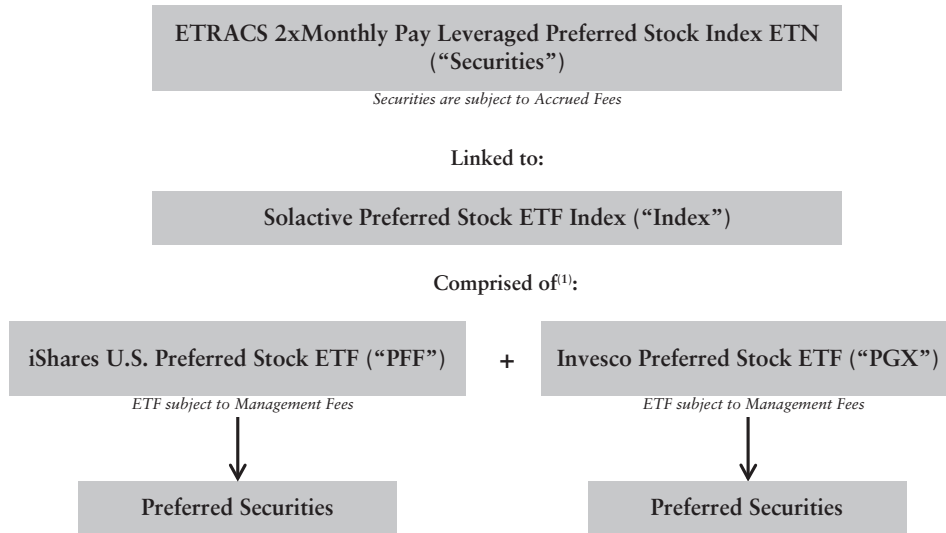 ETRACS 2xMonthly Pay Leveraged Preferred Stock Index ETN
(“Securities”)
Securities are subject to Accrued Fees
Linked to:
Solactive Preferred Stock ETF Index (“Index”)
Comprised of(1):
iShares U.S. Preferred Stock ETF (“PFF”)
+
Invesco Preferred Stock ETF (“PGX”)
ETF subject to Management Fees
ETF subject to Management Fees
Preferred Securities
Preferred Securities